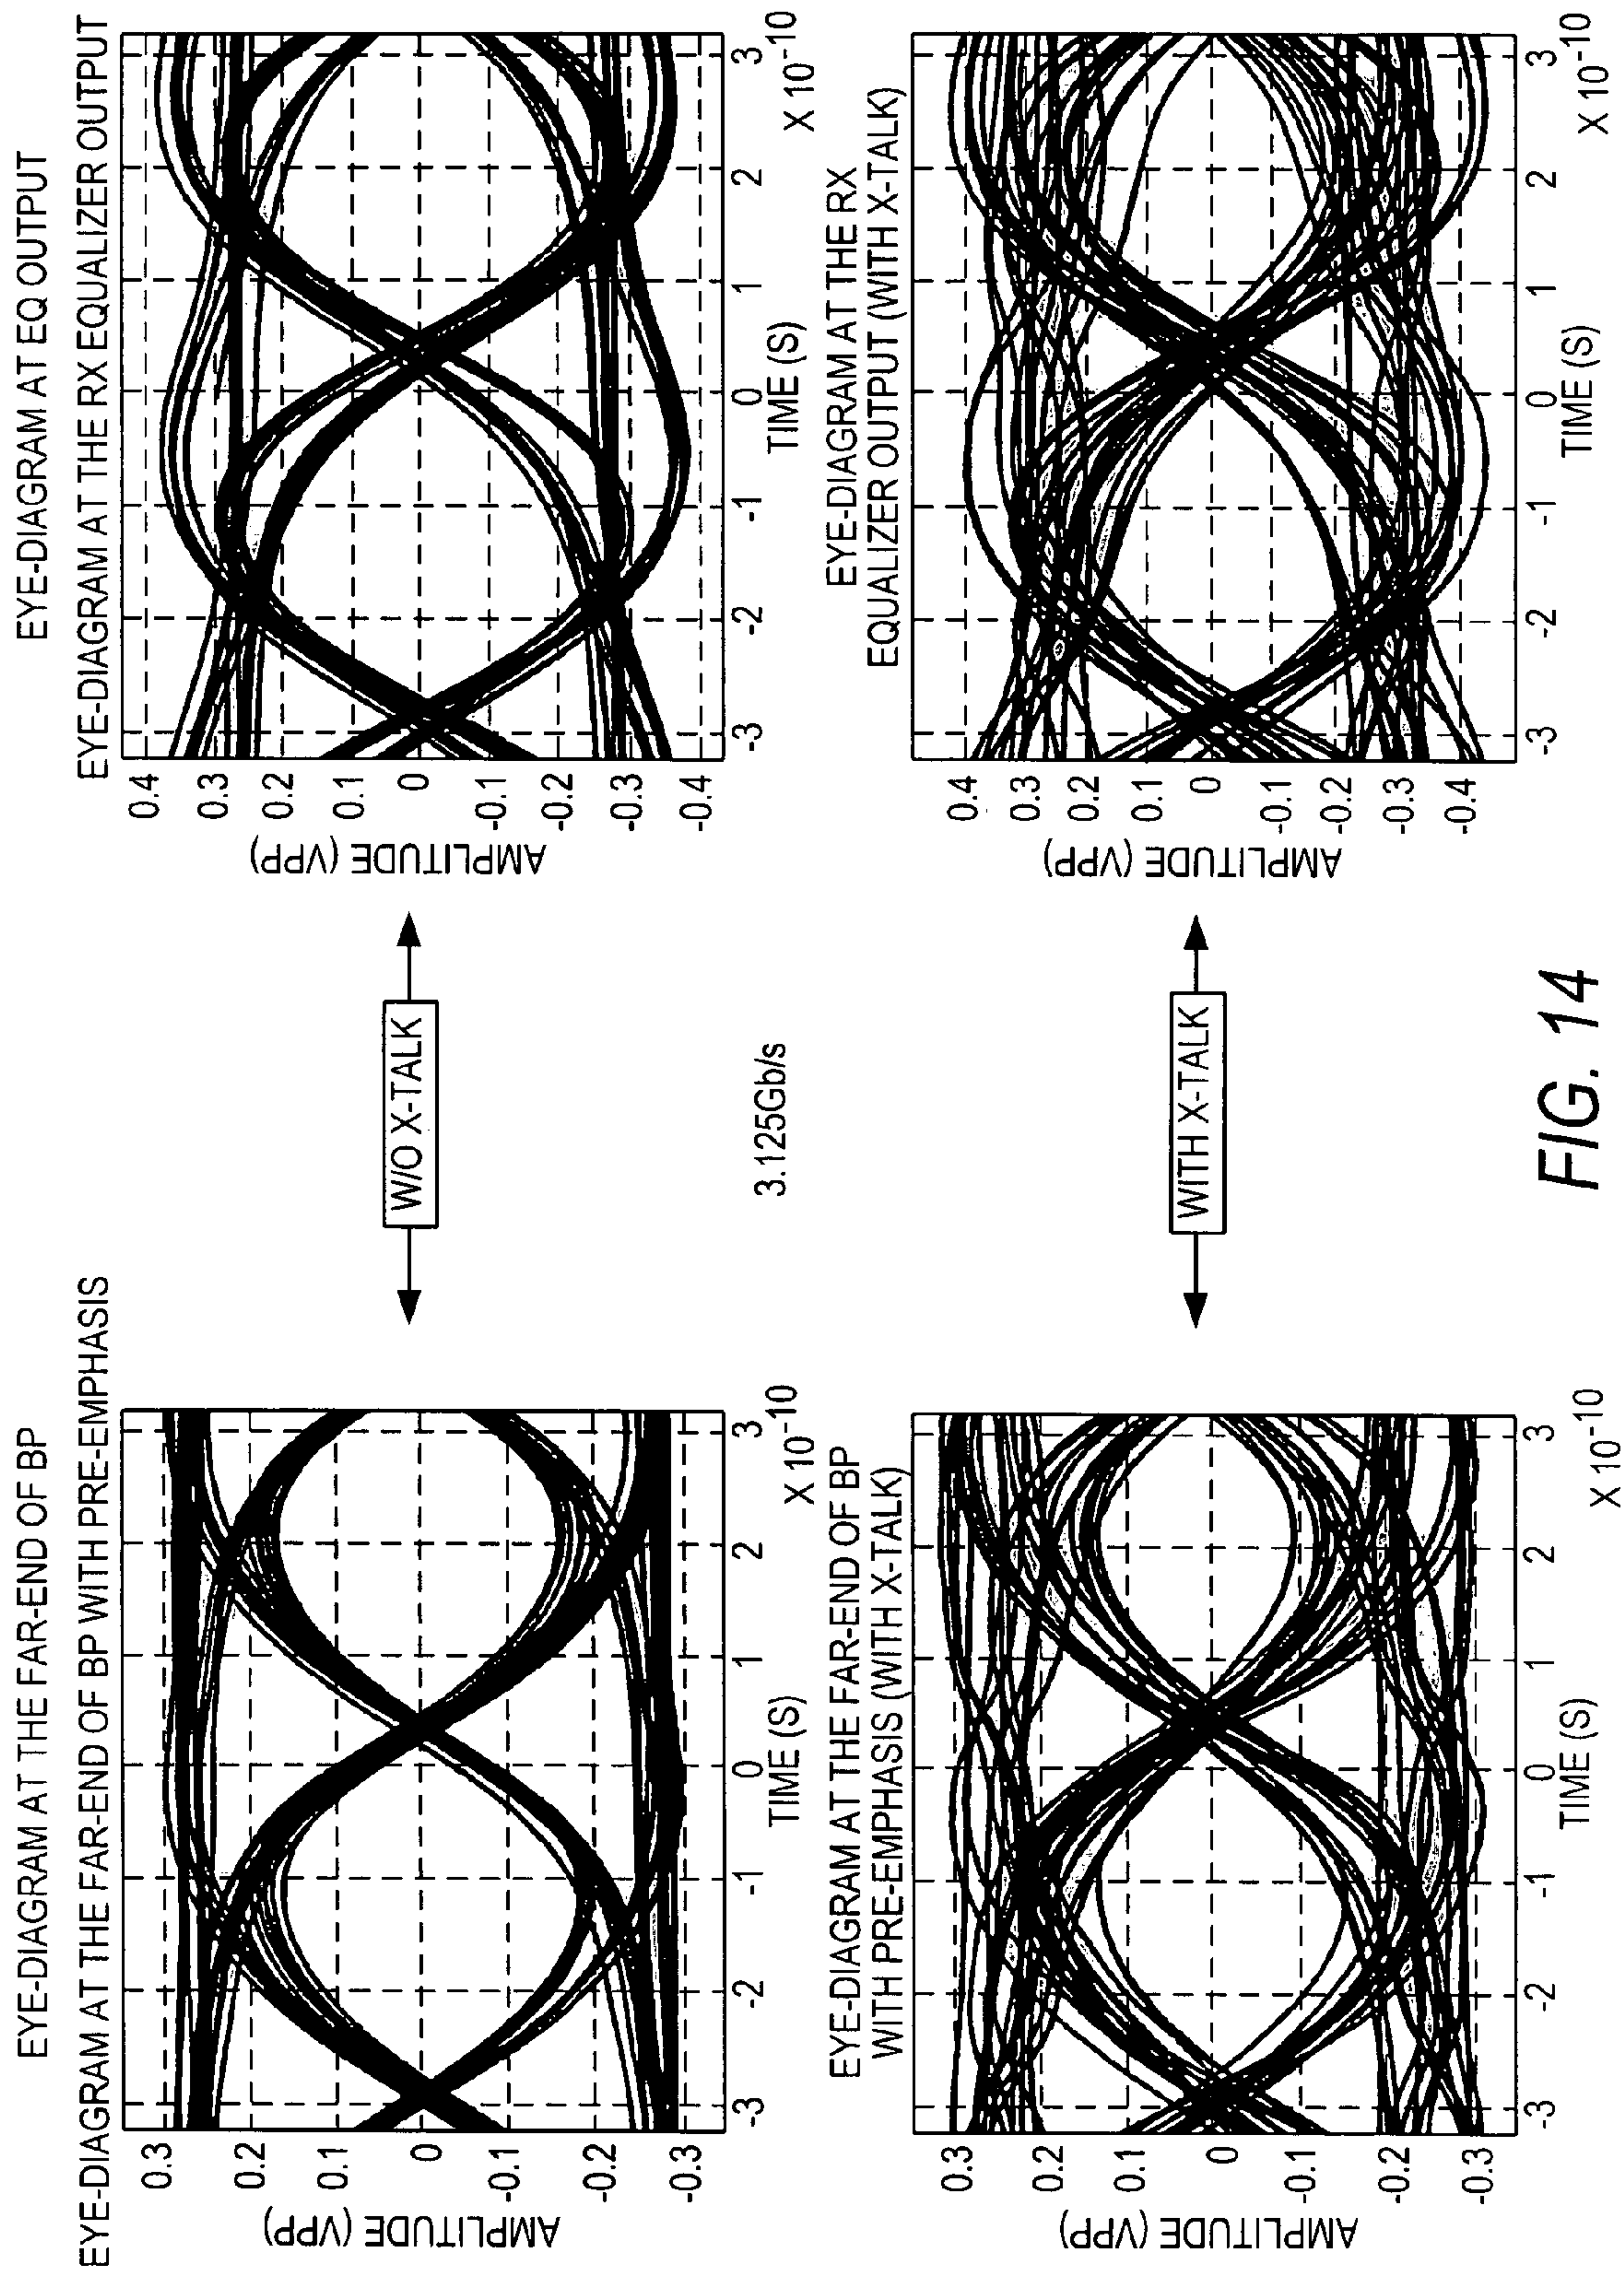 EYE-DIAGRAM AT THE FAR-END OF BP
EYE-DIAGRAM AT THE FAR-END OF BP WITH PRE-EMPHASIS
0.3
0.2
0.1
0
-0.1
-0.2
-0.3
AMPLITUDE (VPP)
-3
-2
-1
0
1
2
3
TIME (S)
X 10-10
W/O X-TALK
EYE-DIAGRAM AT EQ OUTPUT
EYE-DIAGRAM AT THE RX EQUALIZER OUTPUT
0.4
0.3
0.2
0.1
0
-0.1
-0.2
-0.3
-0.4
AMPLITUDE (VPP)
-3
-2
-1
0
1
2
3
TIME (S)
X 10-10
3.125Gb/s
EYE-DIAGRAM AT THE FAR-END OF BP
WITH PRE-EMPHASIS (WITH X-TALK)
0.3
0.2
0.1
0
-0.1
-0.2
-0.3
AMPLITUDE (VPP)
-3
-2
-1
0
1
2
3
TIME (S)
X 10-10
WITH X-TALK
EYE-DIAGRAM AT THE RX
EQUALIZER OUTPUT (WITH X-TALK)
0.4
0.3
0.2
0.1
0
-0.1
-0.2
-0.3
-0.4
AMPLITUDE (VPP)
-3
-2
-1
0
1
2
3
TIME (S)
X 10-10
FIG. 14